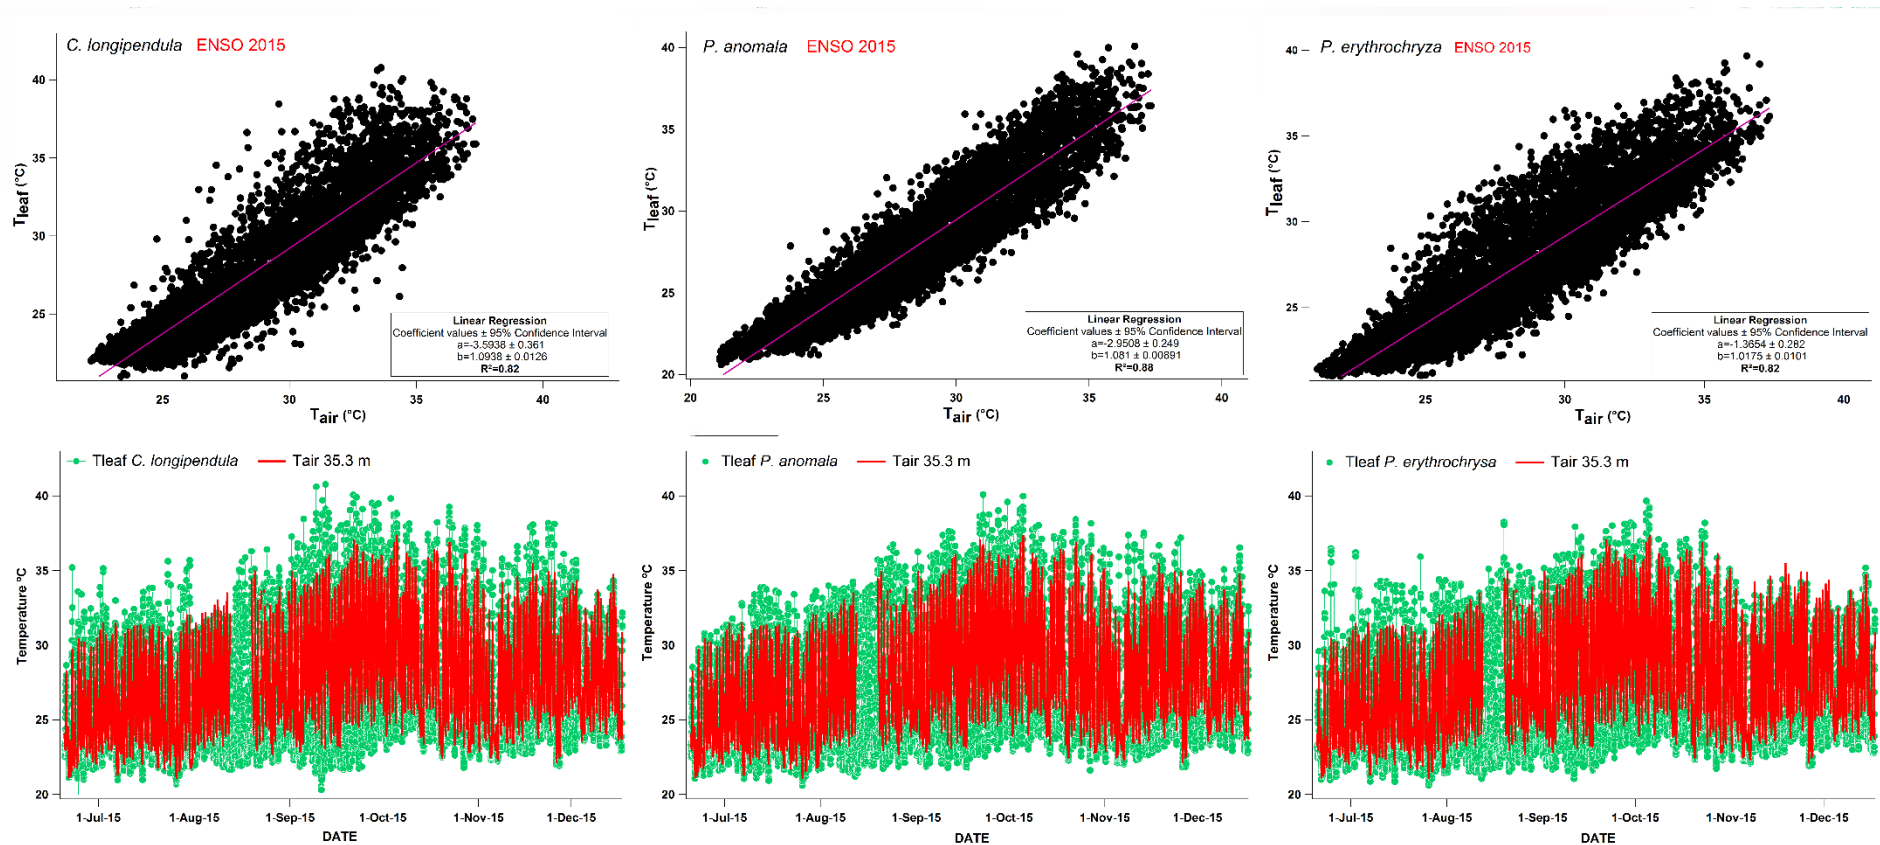 C. longipendula ENSO 2015
40
35
30
25
Tleaf (°C)
25 30 35 40
Tair (°C)
Linear Regression
Coefficient values ± 95% Confidence Interval
a=-3.5938 ± 0.361
b=1.0938 ± 0.0126
R²=0.82
P. anomala ENSO 2015
40
35
30
25
20
Tleaf (°C)
20 25 30 35 40
Tair (°C)
Linear Regression
Coefficient values ± 95% Confidence Interval
a=-2.9508 ± 0.249
b=1.081 ± 0.00891
R²=0.88
P. erythrochryza ENSO 2015
40
35
30
25
Tleaf (°C)
25 30 35 40
Tair (°C)
Linear Regression
Coefficient values ± 95% Confidence Interval
a=-1.3654 ± 0.282
b=1.0175 ± 0.0101
R²=0.82
Tleaf C. longipendula Tair 35.3 m
40
35
30
25
20
Temperature ºC
1-Jul-15 1-Aug-15 1-Sep-15 1-Oct-15 1-Nov-15 1-Dec-15
DATE
Tleaf P. anomala Tair 35.3 m
40
35
30
25
20
Temperature ºC
1-Jul-15 1-Aug-15 1-Sep-15 1-Oct-15 1-Nov-15 1-Dec-15
DATE
Tleaf P. erythrochrysa Tair 35.3 m
40
35
30
25
20
Temperature ºC
1-Jul-15 1-Aug-15 1-Sep-15 1-Oct-15 1-Nov-15 1-Dec-15
DATE